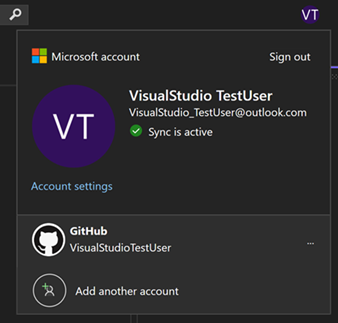 VT
Microsoft account Sign out
VT
VisualStudio TestUser
VisualStudio_TestUser@outlook.com
Sync is active
Account settings
GitHub
VisualStudioTestUser
...
Add another account